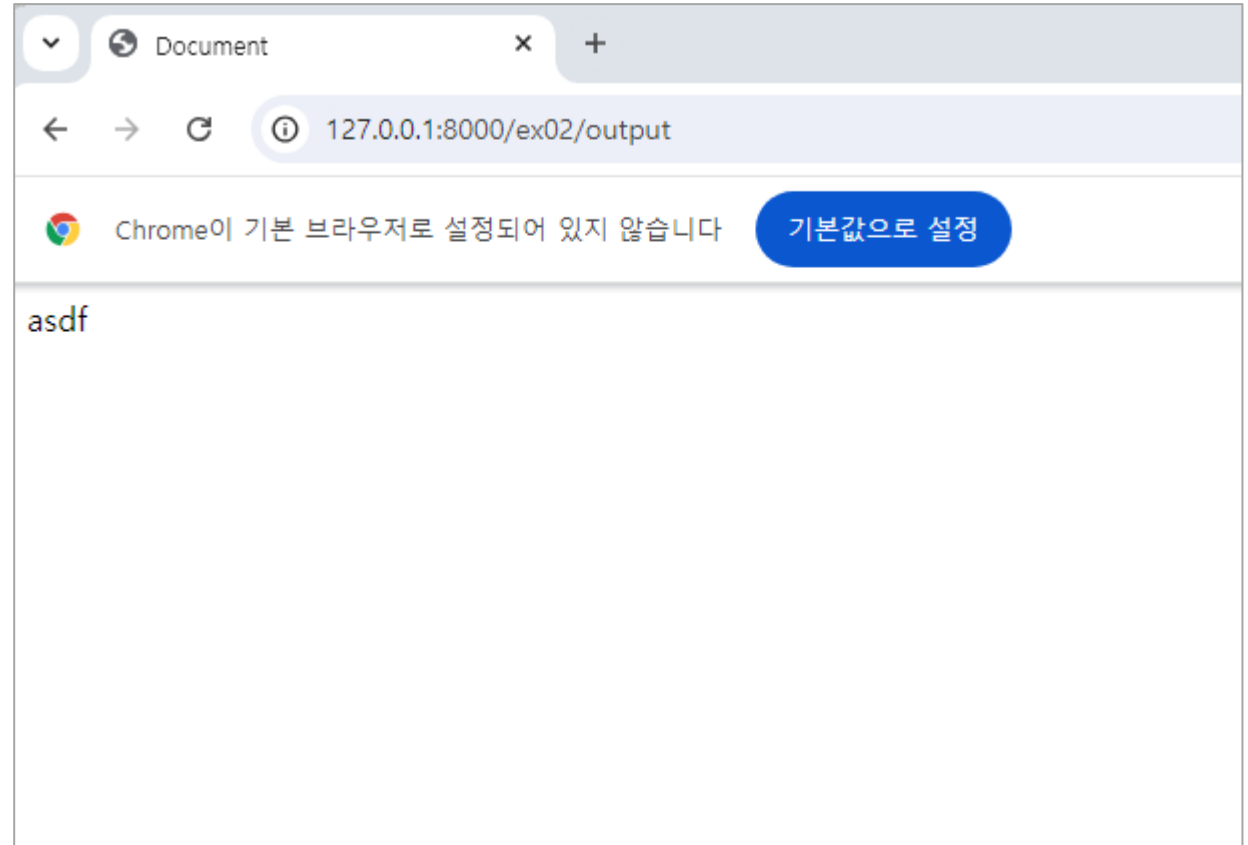 Document
127.0.0.1:8000/ex02/output
Chrome이 기본 브라우저로 설정되어 있지 않습니다 기본값으로 설정
asdf